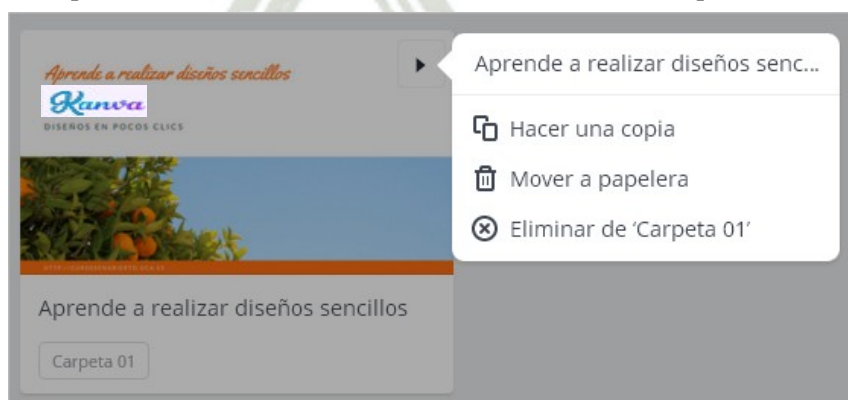 Aprende a realizar diseños sencillos
Kanva
DISEÑOS EN POCOS CLICS
Aprende a realizar diseños sencillos
Carpeta 01
Aprende a realizar diseños senc...
Hacer una copia
Mover a papelera
Eliminar de ‘Carpeta 01’